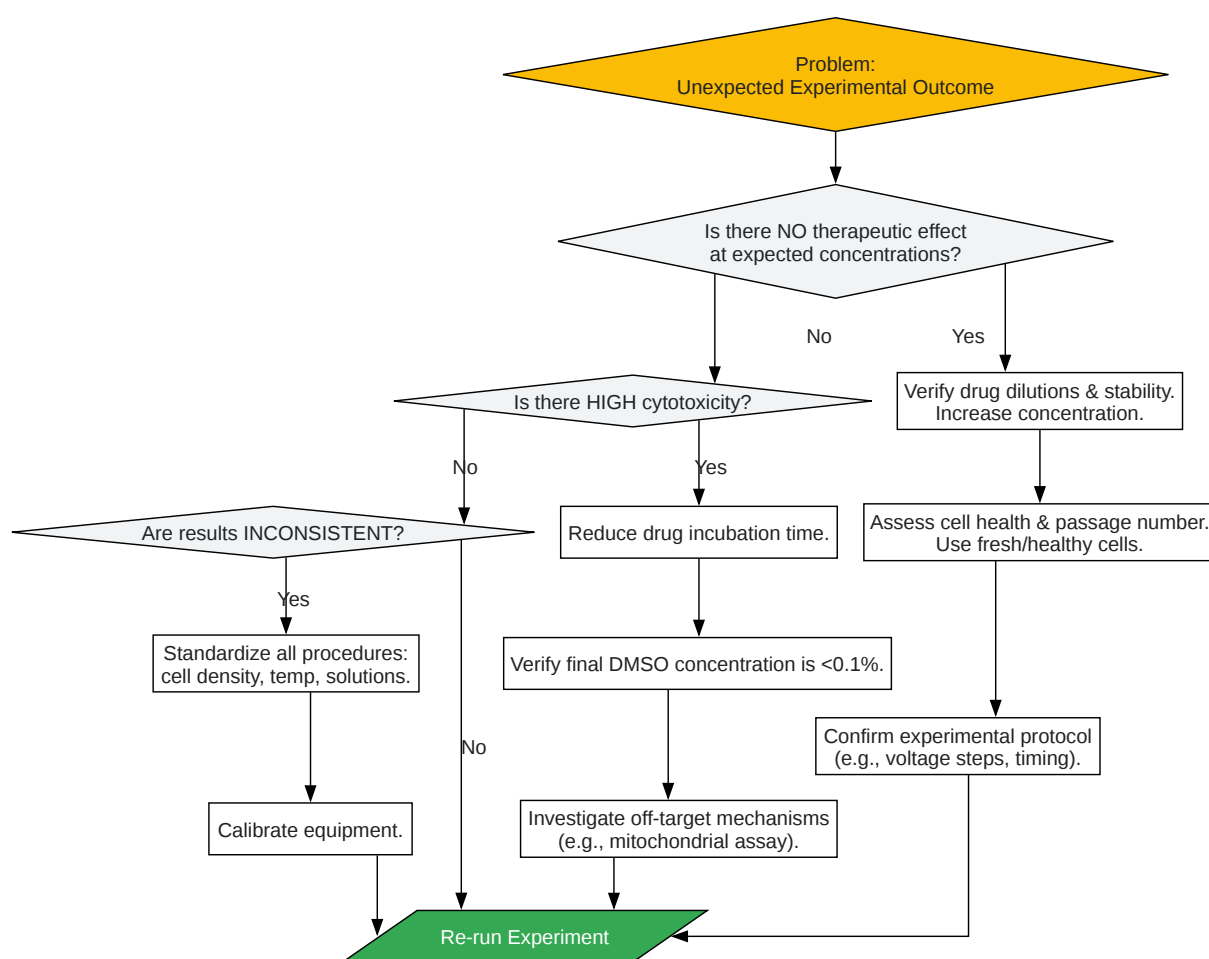 Problem:
Unexpected Experimental Outcome
Is there NO therapeutic effect
at expected concentrations?
No
Yes
Is there HIGH cytotoxicity?
Verify drug dilutions & stability.
Increase concentration.
No
Yes
Are results INCONSISTENT?
Reduce drug incubation time.
Assess cell health & passage number.
Use fresh/healthy cells.
Yes
Standardize all procedures:
cell density, temp, solutions.
Verify final DMSO concentration is <0.1%.
No
Confirm experimental protocol
(e.g., voltage steps, timing).
Calibrate equipment.
Investigate off-target mechanisms
(e.g., mitochondrial assay).
Re-run Experiment